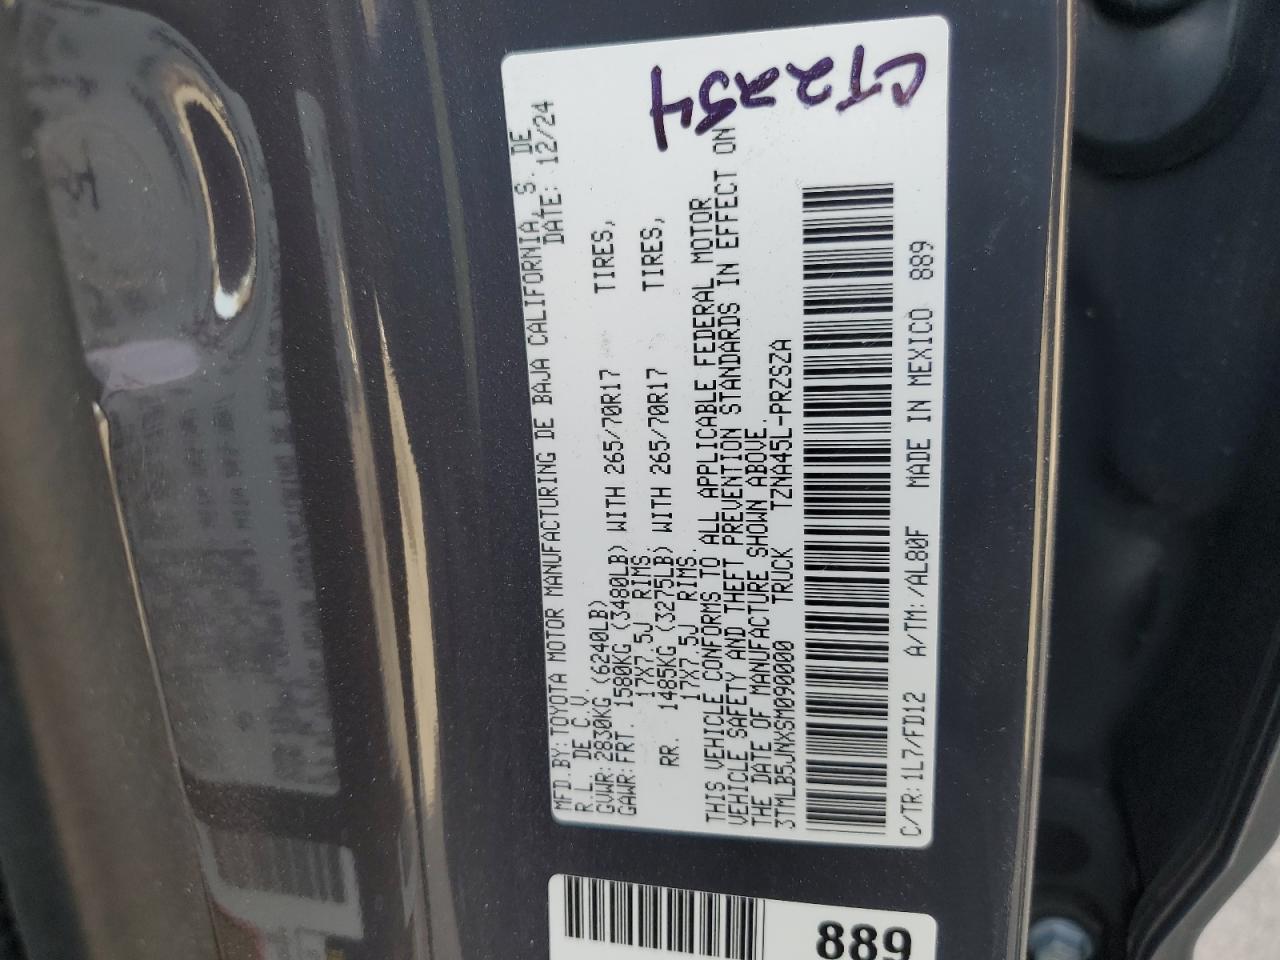 CT2254
MFD.BY: TOYOTA MOTOR MANUFACTURING DE BAJA CALIFORNIA, S. DE
R.L. DE C.V. DATE: 12/24
GVWR: 2830KG (6240LB)
GAWR: FRT. 1580KG (3480LB) WITH 265/70R17 TIRES,
17X7.5J RIMS.
RR. 1485KG (3275LB) WITH 265/70R17 TIRES,
17X7.5J RIMS.
THIS VEHICLE CONFORMS TO ALL APPLICABLE FEDERAL MOTOR
VEHICLE SAFETY AND THEFT PREVENTION STANDARDS IN EFFECT ON
THE DATE OF MANUFACTURE SHOWN ABOVE.
3TMLB5JNXSM090000 TRUCK TZNA45L-PRZSZA
C/TR: 1L7/FD12 A/TM: /AL80F MADE IN MEXICO 889
889